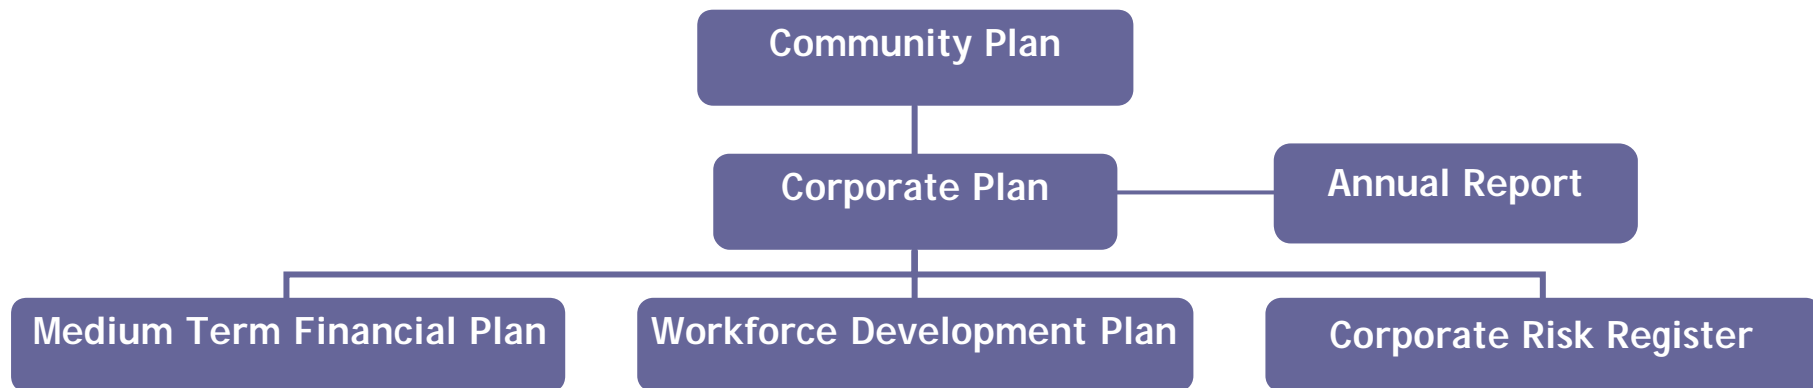 Community Plan
Corporate Plan
Annual Report
Medium Term Financial Plan
Workforce Development Plan
Corporate Risk Register